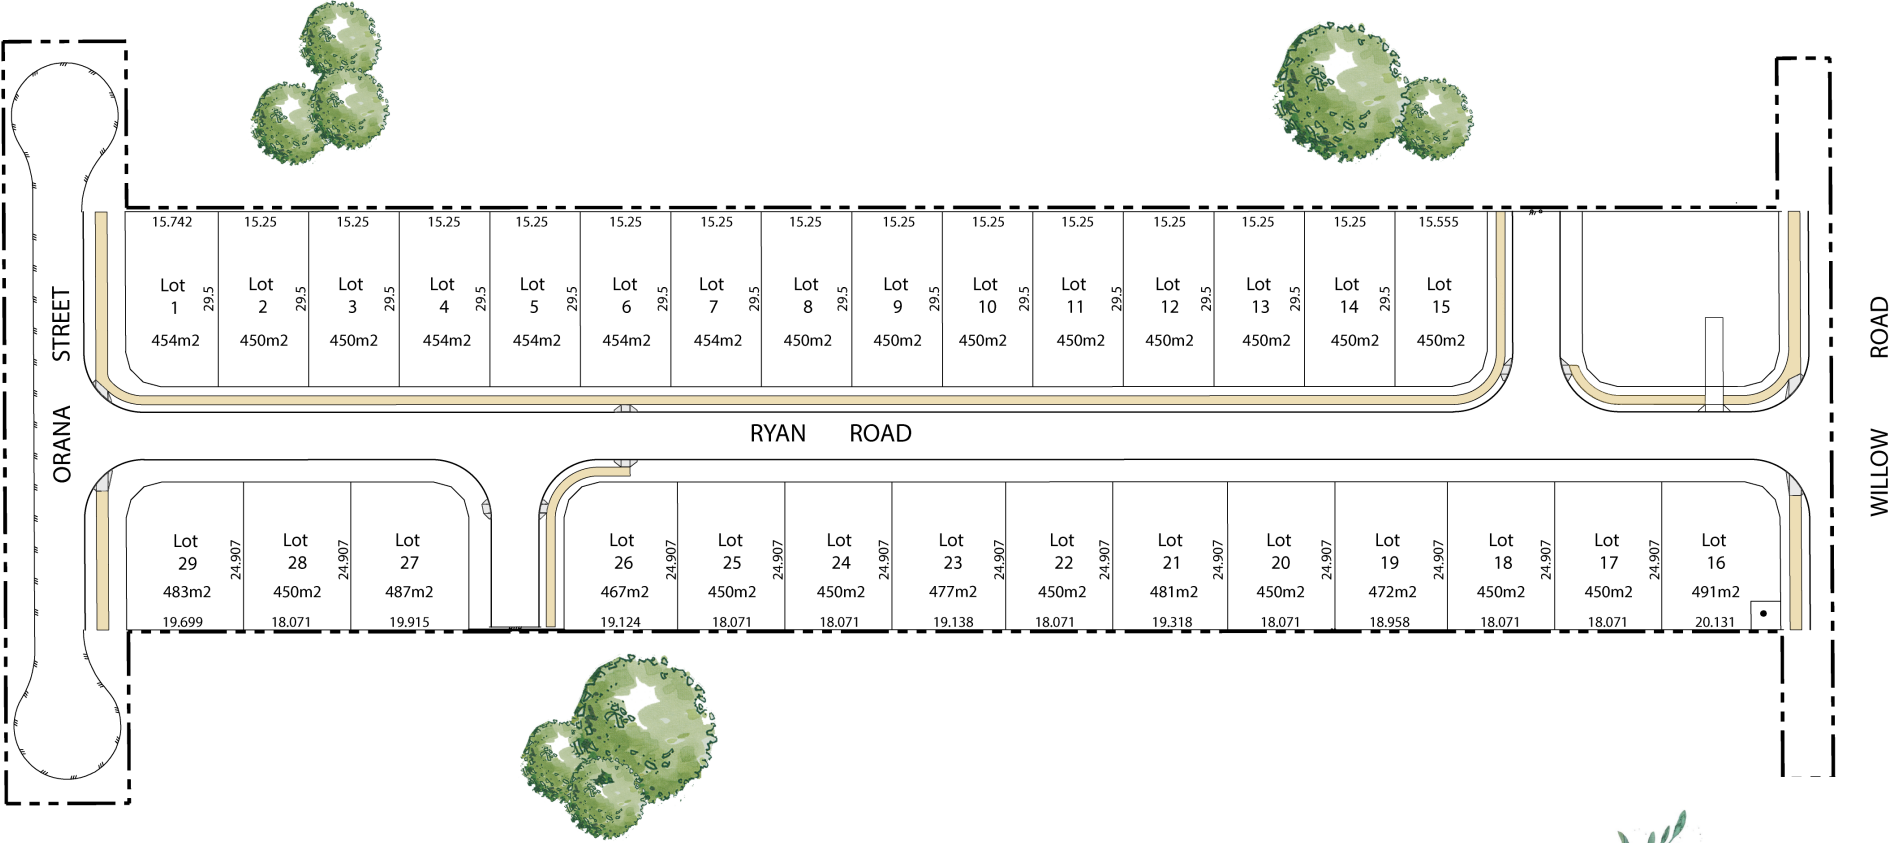 15.742 15.25 15.25 15.25 15.25 15.25 15.25 15.25 15.25 15.25 15.25 15.25 15.25 15.25 15.555
Lot 1 29.5 454m2
Lot 2 29.5 450m2
Lot 3 29.5 450m2
Lot 4 29.5 454m2
Lot 5 29.5 454m2
Lot 6 29.5 454m2
Lot 7 29.5 454m2
Lot 8 29.5 450m2
Lot 9 29.5 450m2
Lot 10 29.5 450m2
Lot 11 29.5 450m2
Lot 12 29.5 450m2
Lot 13 29.5 450m2
Lot 14 29.5 450m2
Lot 15 450m2
ORANA STREET
RYAN ROAD
WILLOW ROAD
Lot 29 24.907 483m2 19.699
Lot 28 24.907 450m2 18.071
Lot 27 487m2 19.915
Lot 26 24.907 467m2 19.124
Lot 25 24.907 450m2 18.071
Lot 24 24.907 450m2 18.071
Lot 23 24.907 477m2 19.138
Lot 22 24.907 450m2 18.071
Lot 21 24.907 481m2 19.318
Lot 20 24.907 450m2 18.071
Lot 19 24.907 472m2 18.958
Lot 18 24.907 450m2 18.071
Lot 17 24.907 450m2 18.071
Lot 16 491m2 20.131